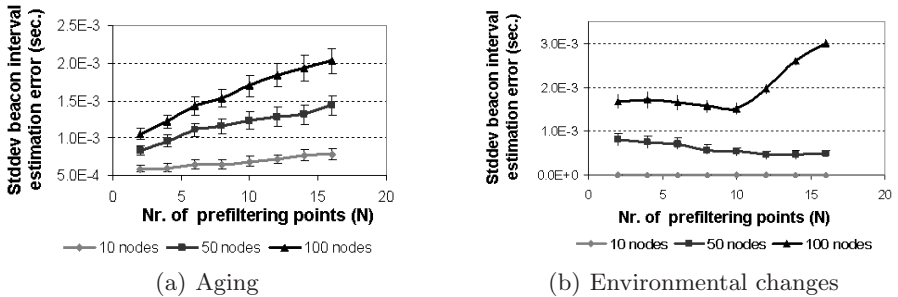 Stddev beacon interval
estimation error (sec.)
2.5E-3
2.0E-3
1.5E-3
1.0E-3
5.0E-4
0 5 10 15 20
Nr. of prefiltering points (N)
10 nodes 50 nodes 100 nodes
(a) Aging
Stddev beacon interval
estimation error (sec.)
3.0E-3
2.0E-3
1.0E-3
0.0E+0
0 5 10 15 20
Nr. of prefiltering points (N)
10 nodes 50 nodes 100 nodes
(b) Environmental changes